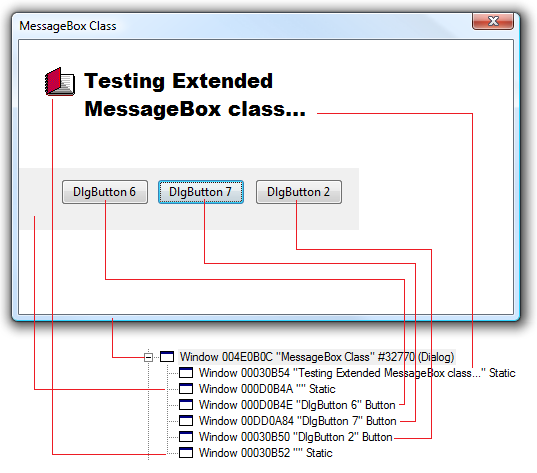 MessageBox Class
Testing Extended
MessageBox class...
DlgButton 6
DlgButton 7
DlgButton 2
Window 004E0B0C "MessageBox Class" #32770 (Dialog)
Window 00030B54 "Testing Extended MessageBox class..." Static
Window 000D0B4A "" Static
Window 000D0B4E "DlgButton 6" Button
Window 00DD0A84 "DlgButton 7" Button
Window 00030B50 "DlgButton 2" Button
Window 00030B52 "" Static